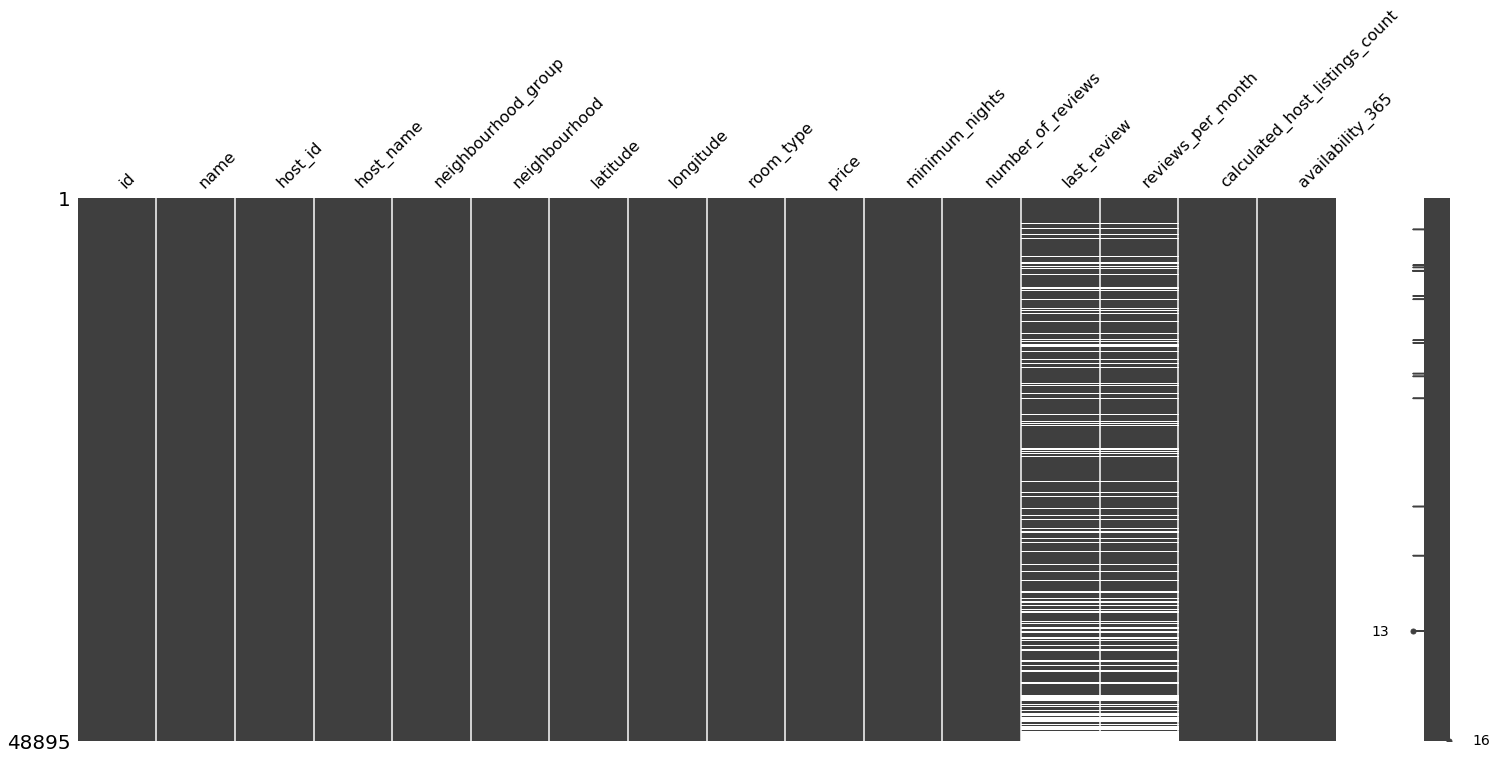 id
name
host_id
host_name
neighbourhood_group
neighbourhood
latitude
longitude
room_type
price
minimum_nights
number_of_reviews
last_review
reviews_per_month
calculated_host_listings_count
availability_365
1
13
48895
16